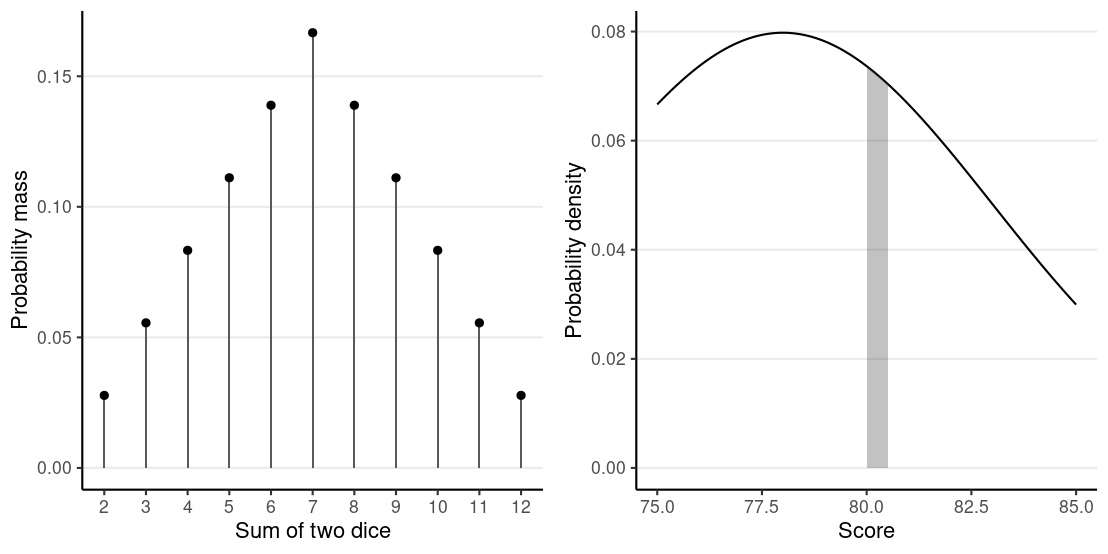 Probability mass
0.15
0.10
0.05
0.00
2 3 4 5 6 7 8 9 10 11 12
Sum of two dice
Probability density
0.08
0.06
0.04
0.02
0.00
75.0 77.5 80.0 82.5 85.0
Score